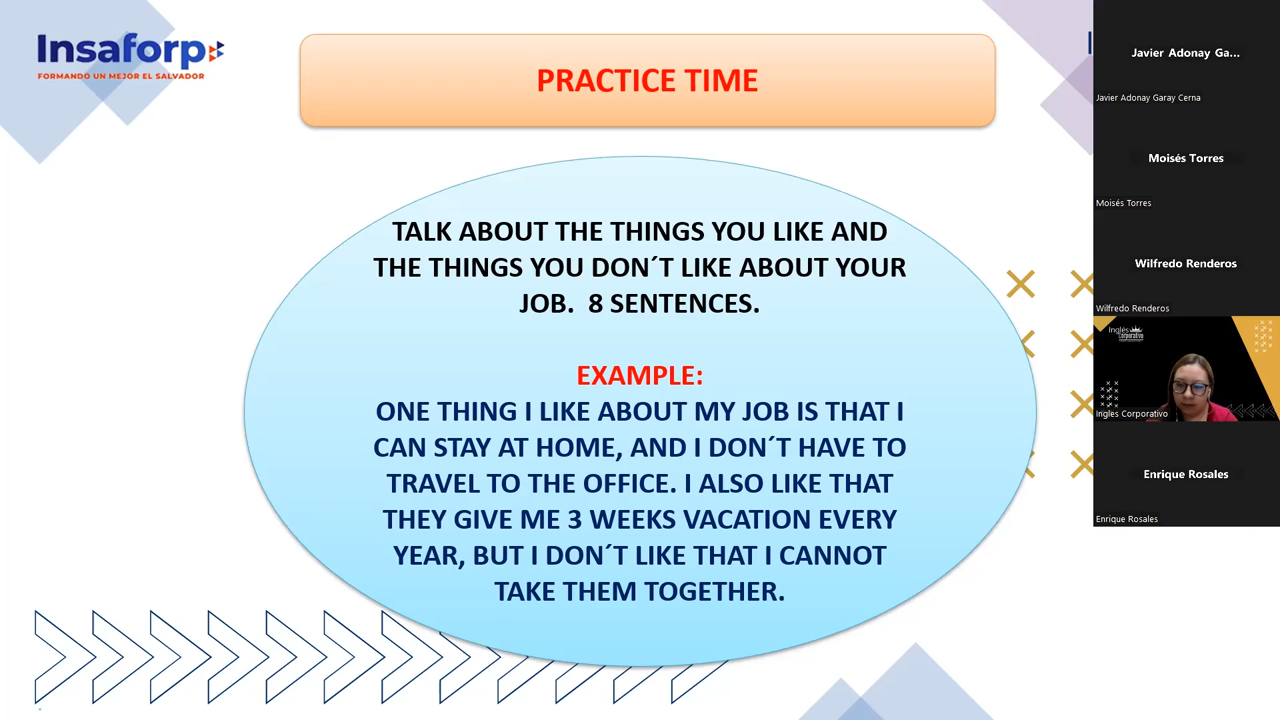 Insaforp
FORMANDO UN MEJOR EL SALVADOR
PRACTICE TIME
TALK ABOUT THE THINGS YOU LIKE AND
THE THINGS YOU DON´T LIKE ABOUT YOUR
JOB.  8 SENTENCES.
EXAMPLE:
ONE THING I LIKE ABOUT MY JOB IS THAT I
CAN STAY AT HOME, AND I DON´T HAVE TO
TRAVEL TO THE OFFICE. I ALSO LIKE THAT
THEY GIVE ME 3 WEEKS VACATION EVERY
YEAR, BUT I DON´T LIKE THAT I CANNOT
TAKE THEM TOGETHER.
Javier Adonay Ga...
Javier Adonay Garay Cerna
Moisés Torres
Moisés Torres
Wilfredo Renderos
Wilfredo Renderos
Inglés
Corporativo
Ingles Corporativo
Enrique Rosales
Enrique Rosales